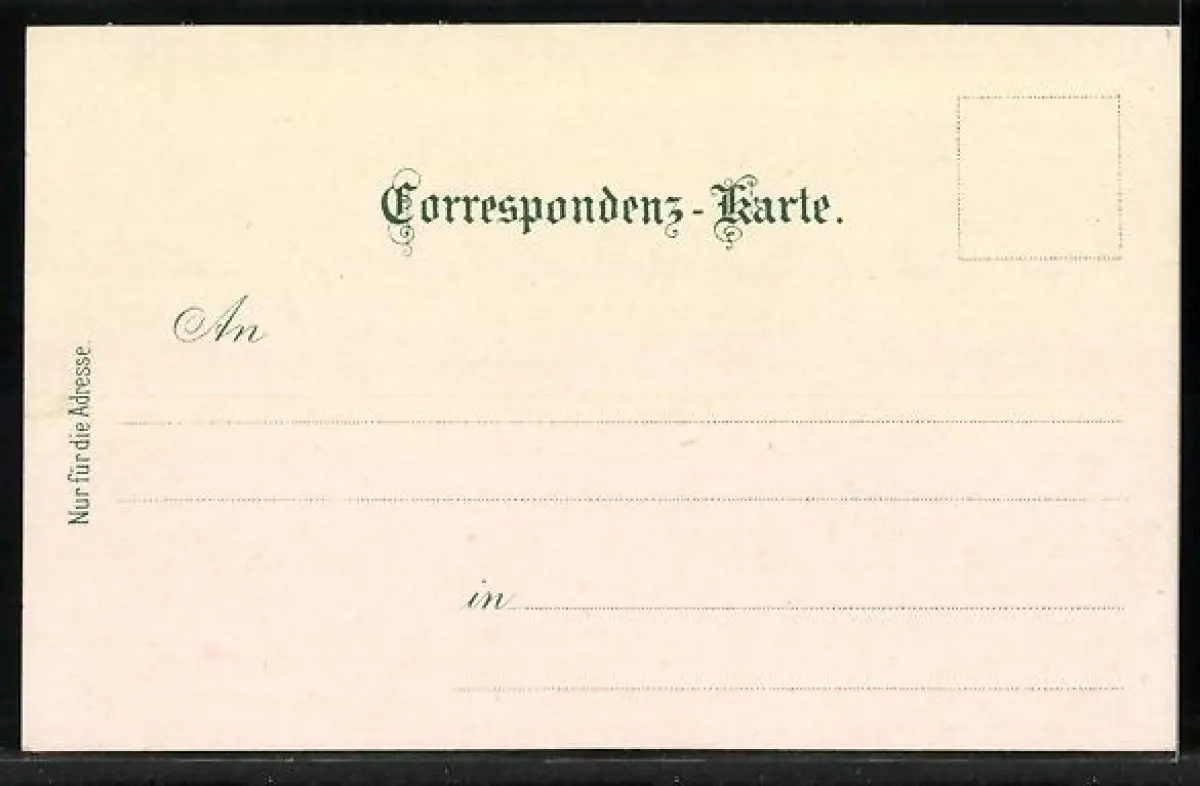 Correspondenz-Karte.
An
Nur für die Adresse.
in